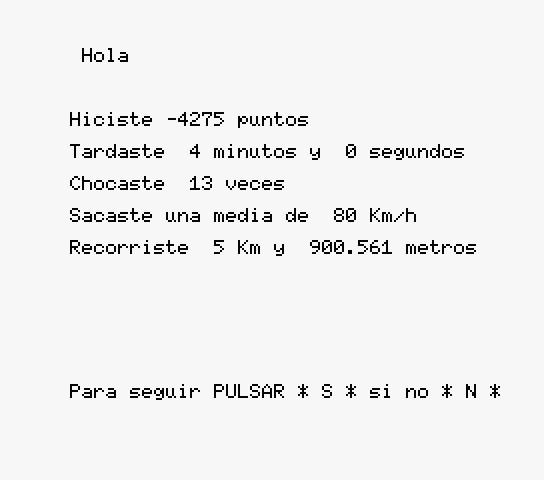 Hola
Hiciste -4275 puntos
Tardaste  4 minutos y  0 segundos
Chocaste  13 veces
Sacaste una media de  80 Km/h
Recorriste  5 Km y  900.561 metros
Para seguir PULSAR * S * si no * N *